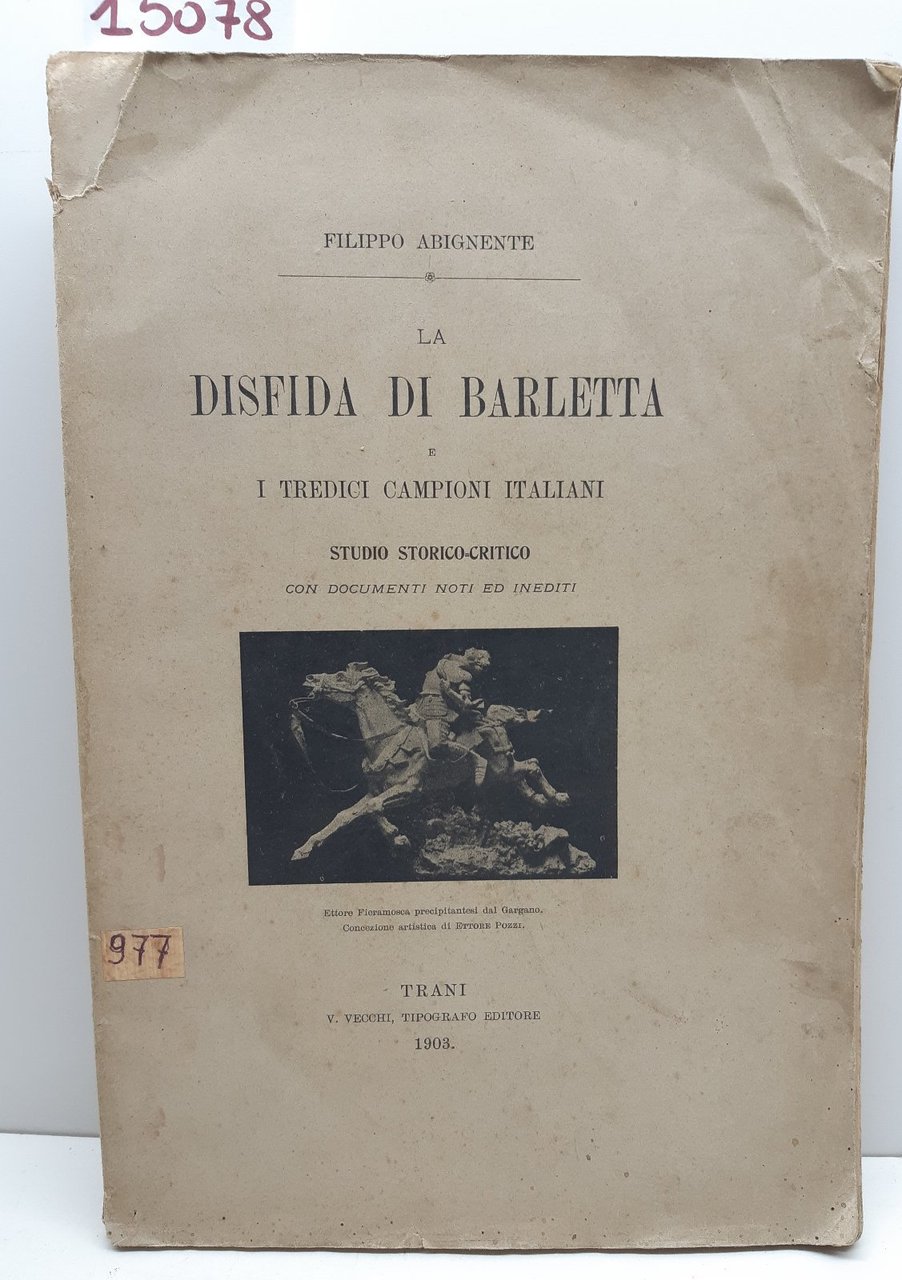 15078
FILIPPO ABIGNENTE
LA
DISFIDA DI BARLETTA
E
I TREDICI CAMPIONI ITALIANI
STUDIO STORICO-CRITICO
CON DOCUMENTI NOTI ED INEDITI
Ettore Fieramosca precipitantesi dal Gargano.
Concezione artistica di ETTORE POZZI.
977
TRANI
V. VECCHI, TIPOGRAFO EDITORE
1903.